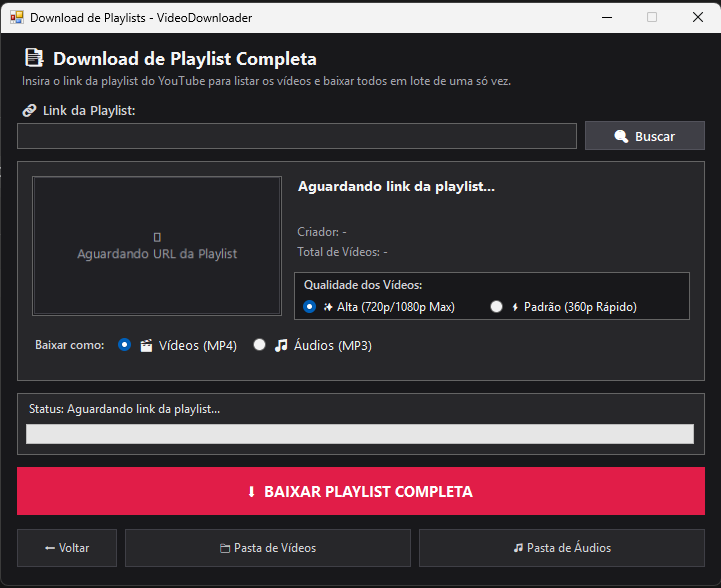 Download de Playlists - VideoDownloader
Download de Playlist Completa
Insira o link da playlist do YouTube para listar os vídeos e baixar todos em lote de uma só vez.
Link da Playlist:
Buscar
Aguardando URL da Playlist
Aguardando link da playlist...
Criador: -
Total de Vídeos: -
Qualidade dos Vídeos:
Alta (720p/1080p Max)
Padrão (360p Rápido)
Baixar como:
Vídeos (MP4)
Áudios (MP3)
Status: Aguardando link da playlist...
⬇ BAIXAR PLAYLIST COMPLETA
← Voltar
Pasta de Vídeos
Pasta de Áudios